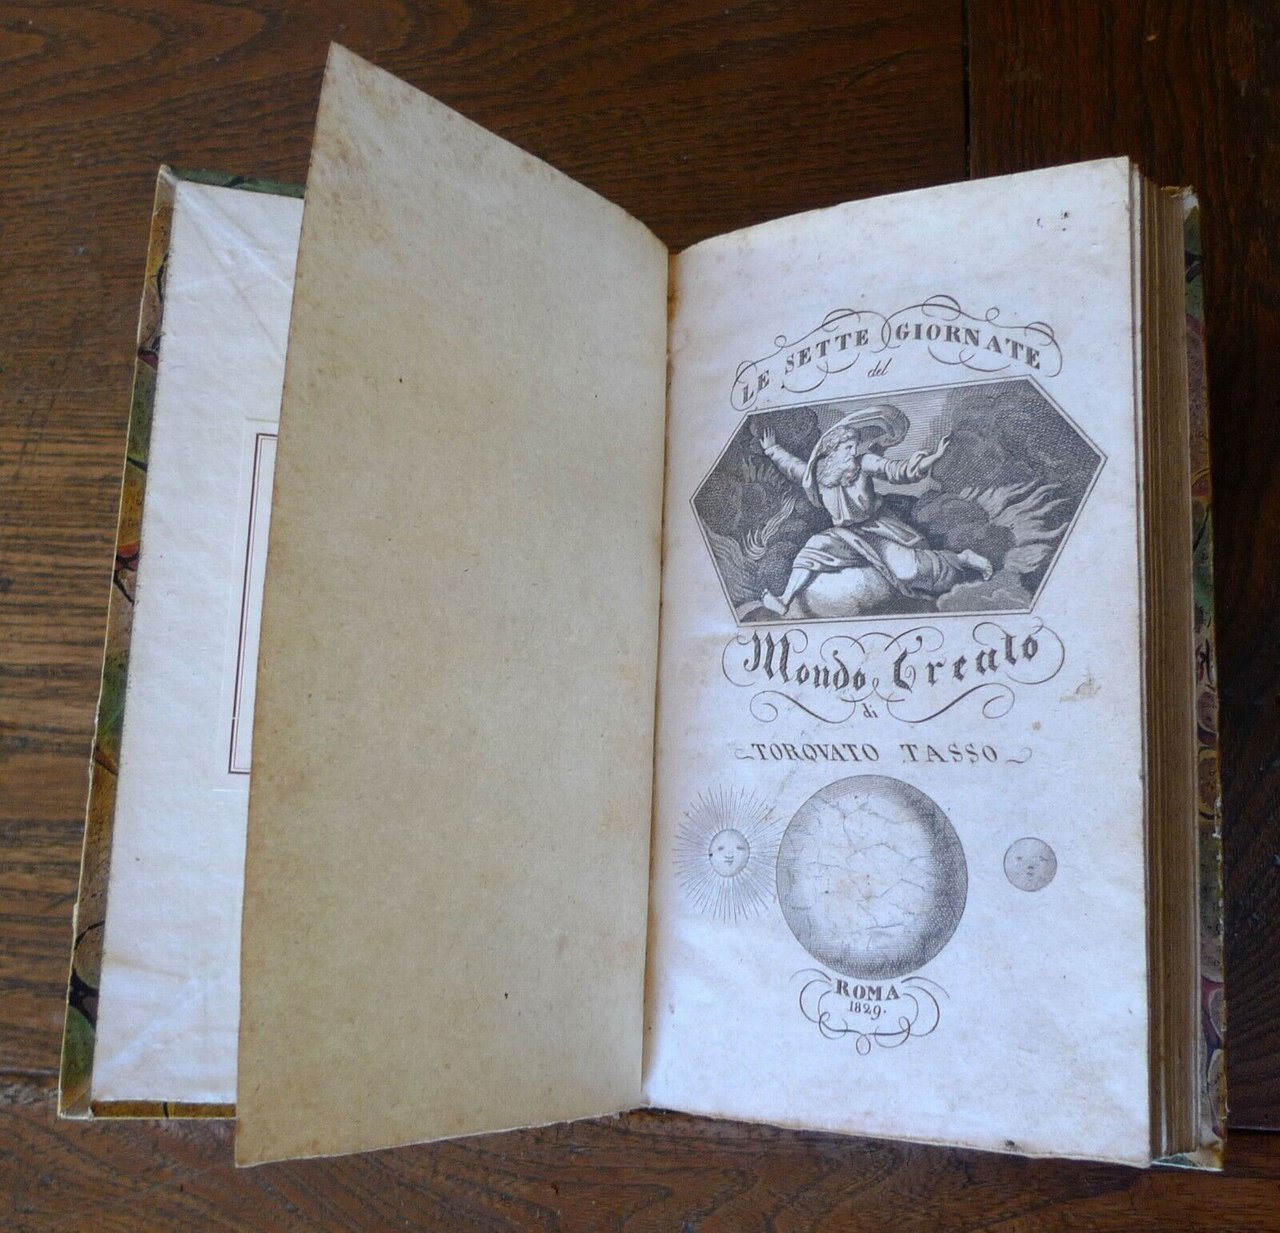 LE SETTE GIORNATE
del
Mondo Creato
di
TORQVATO TASSO
ROMA
1829.